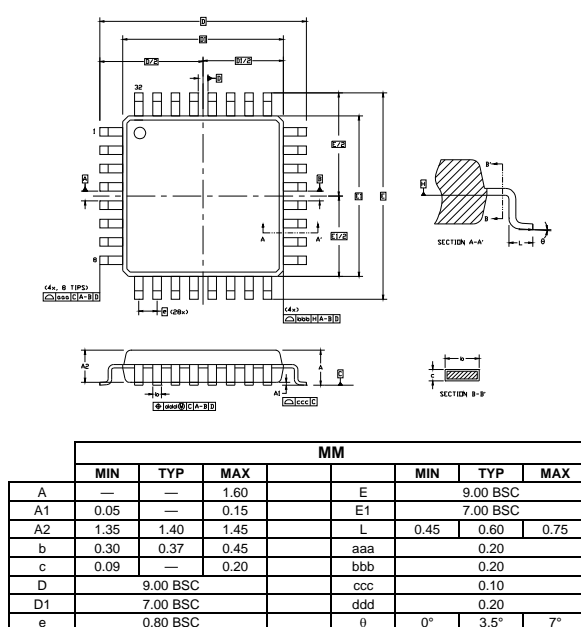 D
D1
D/2
D1/2
D
32
1
8
A
B
E/2
E1/2
E1
E
A
A'
(4x, 8 TIPS)
aaa C A-B D
e (28x)
(4x)
bbb H A-B D
H
B'
B
L
θ
SECTION A-A'
A2
b
ddd Ⓜ C A-B D
A1
A
C
ccc C
b
c
SECTION B-B'
MM
MIN TYP MAX MIN TYP MAX
A — — 1.60 E 9.00 BSC
A1 0.05 — 0.15 E1 7.00 BSC
A2 1.35 1.40 1.45 L 0.45 0.60 0.75
b 0.30 0.37 0.45 aaa 0.20
c 0.09 — 0.20 bbb 0.20
D 9.00 BSC ccc 0.10
D1 7.00 BSC ddd 0.20
e 0.80 BSC θ 0° 3.5° 7°